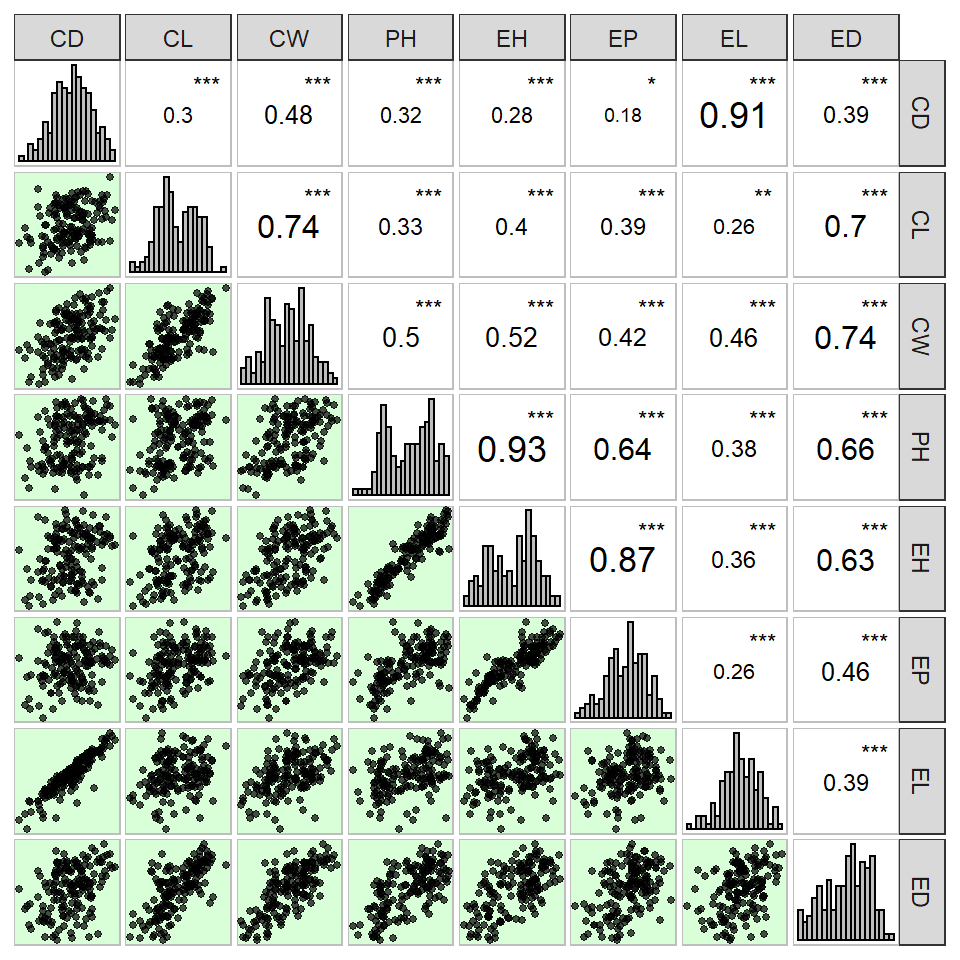 CD CL CW PH EH EP EL ED
*** *** *** *** * *** ***
0.3 0.48 0.32 0.28 0.18 0.91 0.39 CD
*** *** *** *** ** ***
0.74 0.33 0.4 0.39 0.26 0.7 CL
*** *** *** *** ***
0.5 0.52 0.42 0.46 0.74 CW
*** *** *** ***
0.93 0.64 0.38 0.66 PH
*** *** ***
0.87 0.36 0.63 EH
*** ***
0.26 0.46 EP
***
0.39 EL
ED